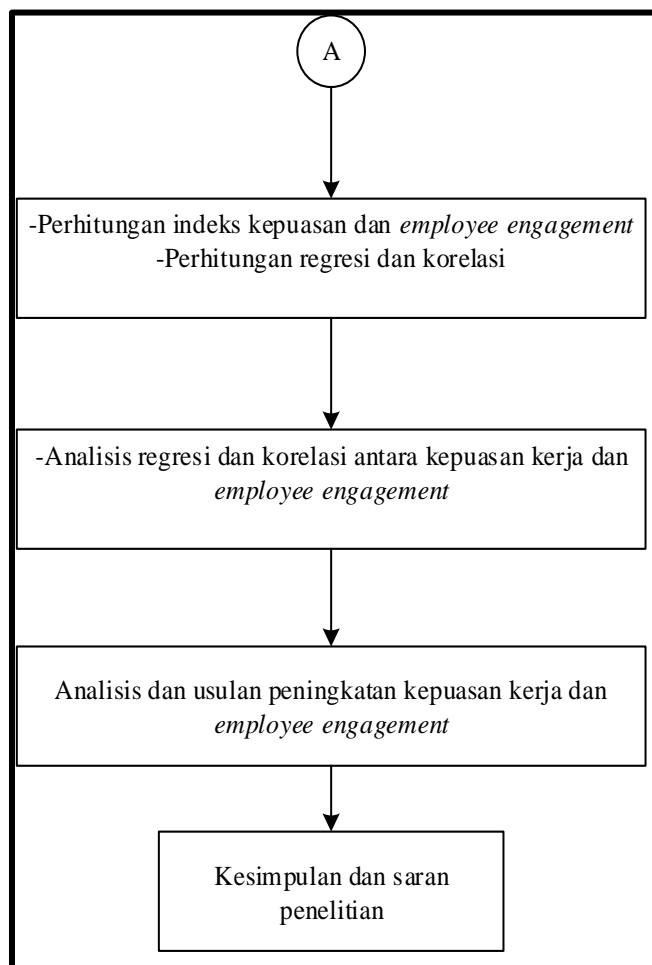 A
-Perhitungan indeks kepuasan dan employee engagement
-Perhitungan regresi dan korelasi
-Analisis regresi dan korelasi antara kepuasan kerja dan
employee engagement
Analisis dan usulan peningkatan kepuasan kerja dan
employee engagement
Kesimpulan dan saran
penelitian